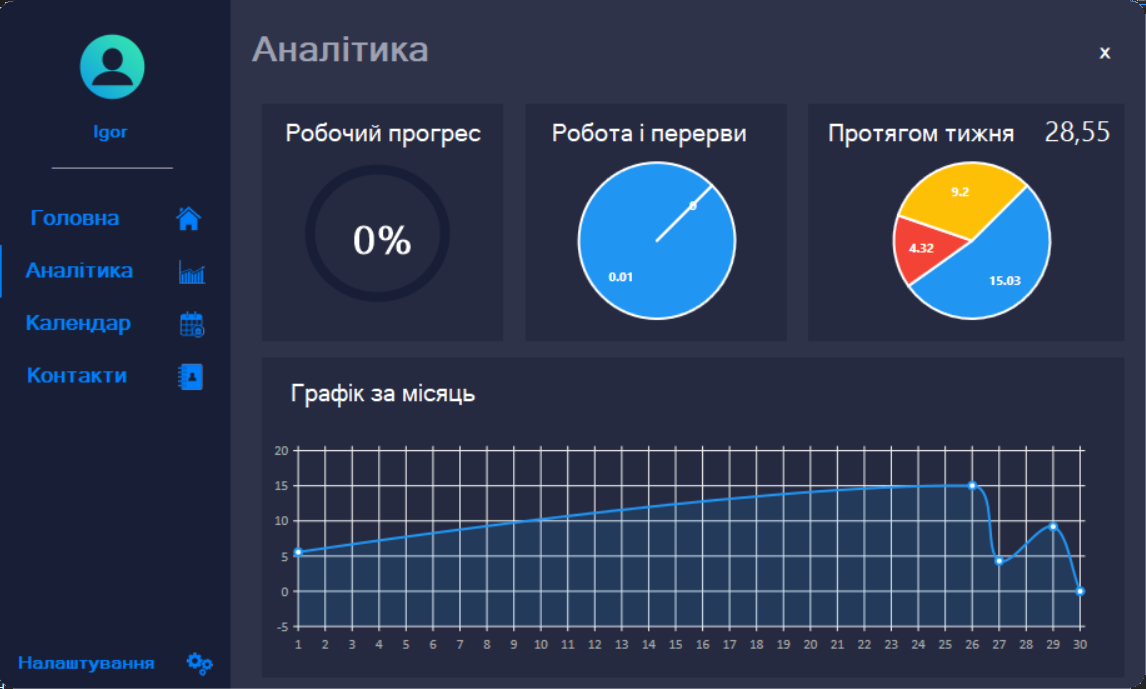 Igor
Головна
Аналітика
Календар
Контакти
Налаштування
Аналітика
x
Робочий прогрес
0%
Робота і перерви
0
0.01
Протягом тижня 28,55
9.2
4.32
15.03
Графік за місяць
20
15
10
5
0
-5
1 2 3 4 5 6 7 8 9 10 11 12 13 14 15 16 17 18 19 20 21 22 23 24 25 26 27 28 29 30